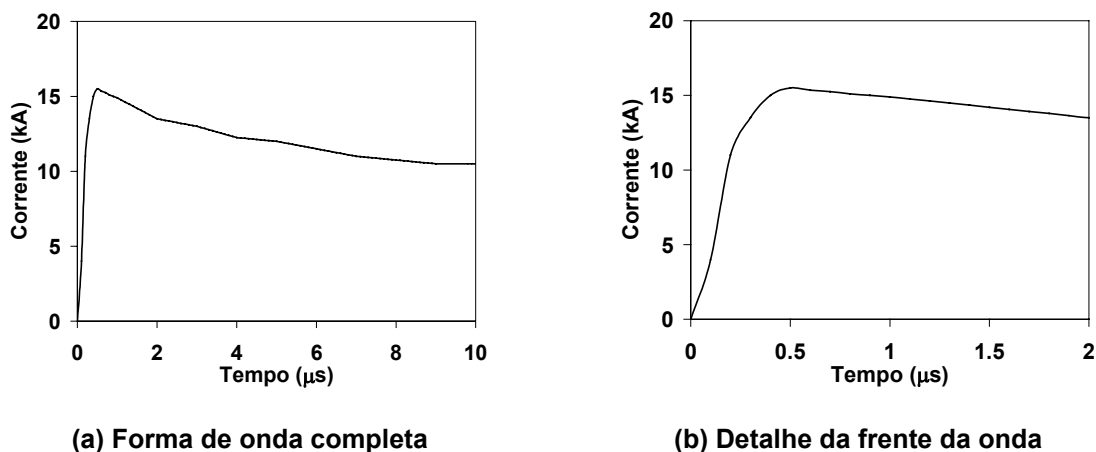 20
15
10
5
0
Corrente (kA)
0 2 4 6 8 10
Tempo (μs)
(a) Forma de onda completa
20
15
10
5
0
Corrente (kA)
0 0.5 1 1.5 2
Tempo (μs)
(b) Detalhe da frente da onda